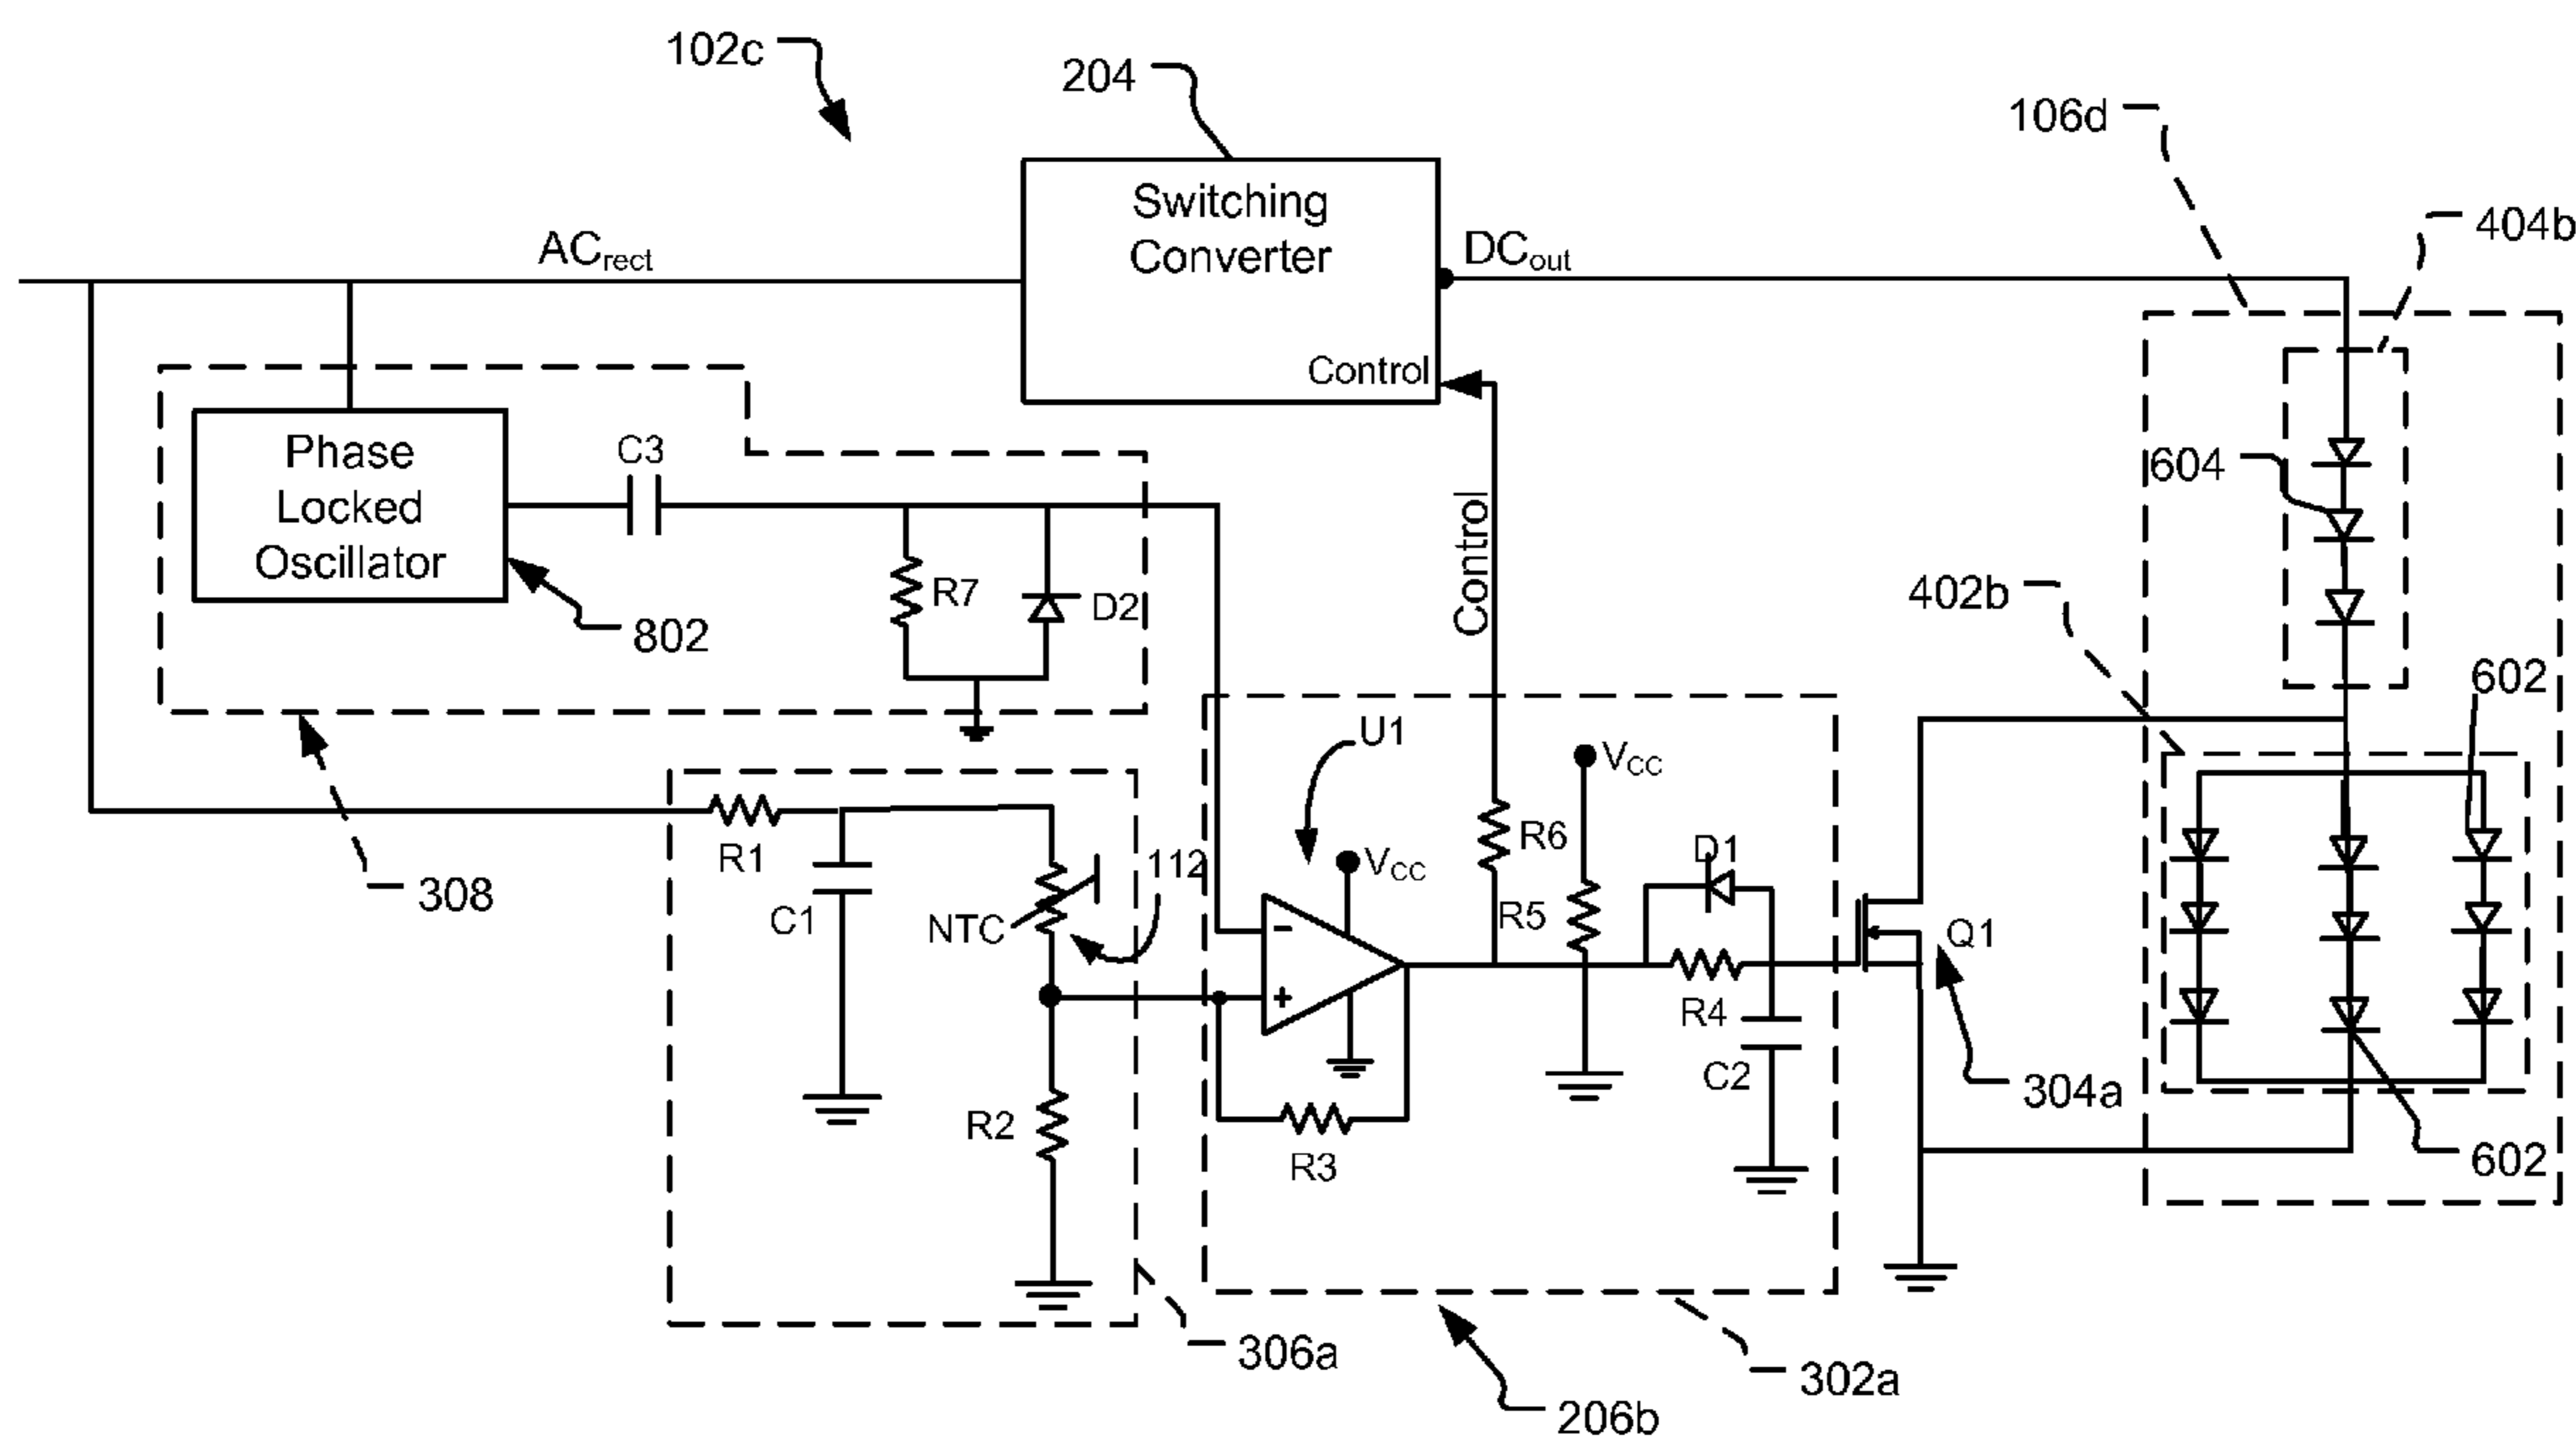 102c
204
106d
404b
Switching
Converter
ACrect
DCout
Control
Phase
Locked
Oscillator
C3
604
Control
402b
R7
D2
802
602
U1
VCC
R6
D1
R1
112
VCC
308
C1
NTC
R5
Q1
-
+
R4
C2
304a
R2
R3
602
306a
302a
206b